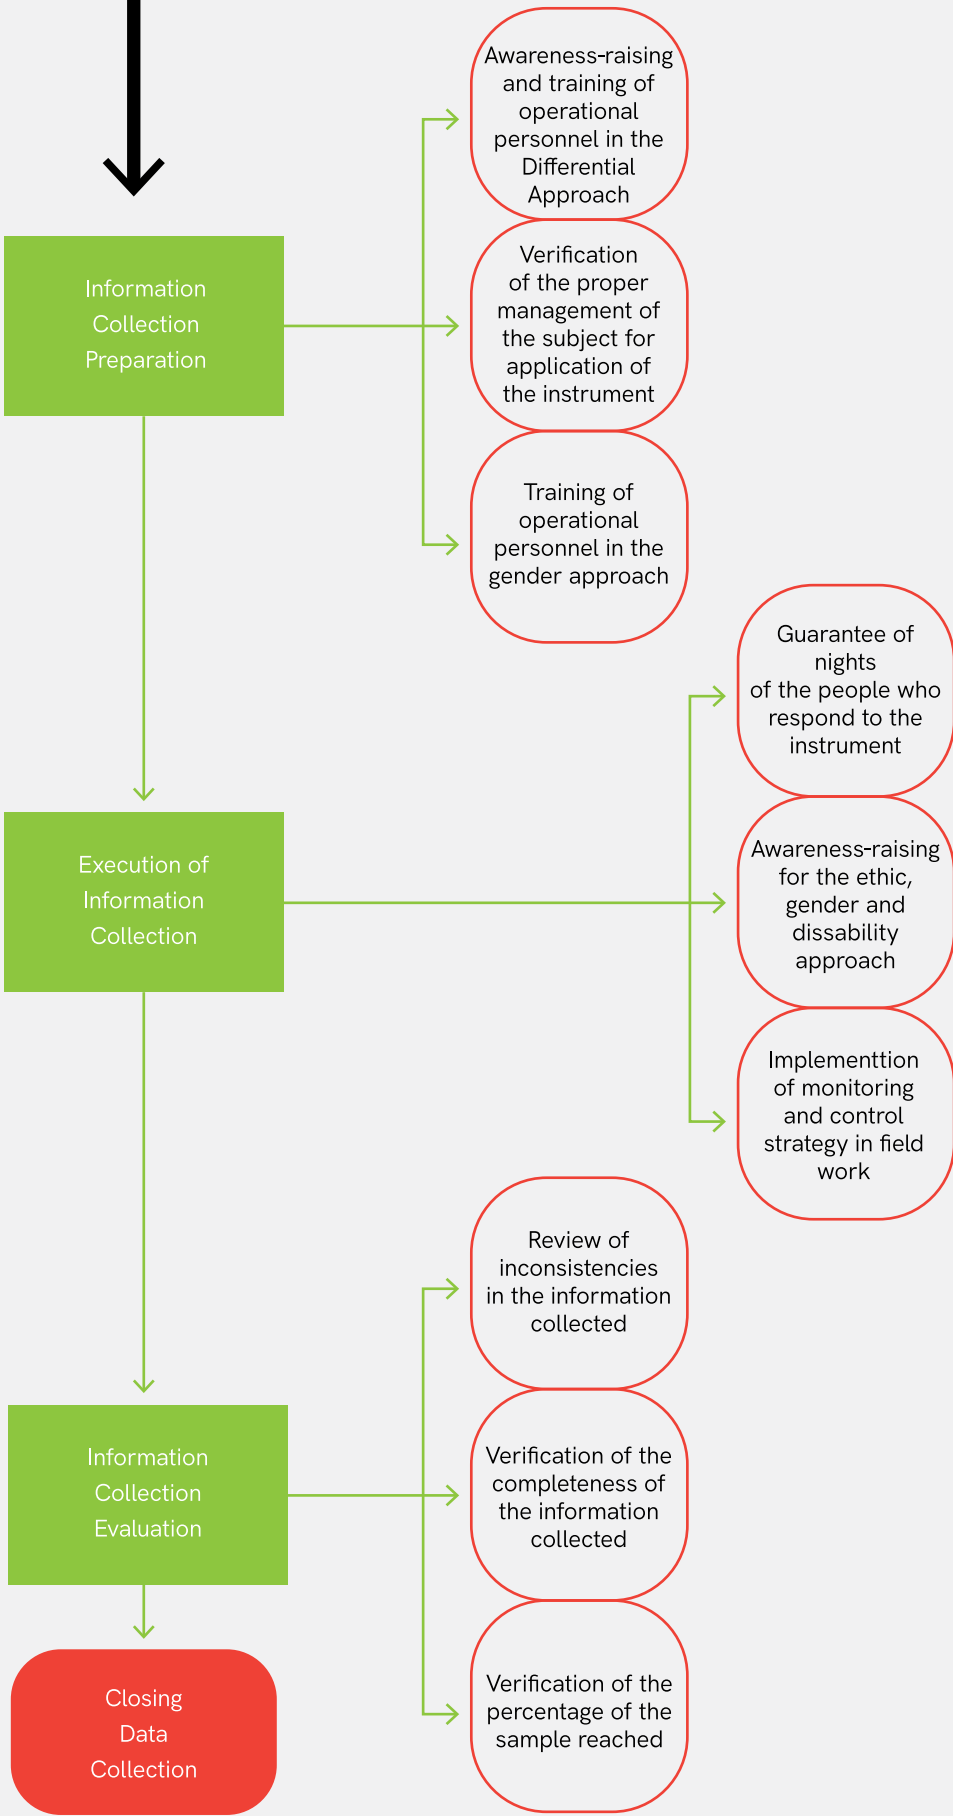 Awareness-raising
and training of
operational
personnel in the
Differential
Approach
Information
Collection
Preparation
Verification
of the proper
management of
the subject for
application of
the instrument
Training of
operational
personnel in the
gender approach
Guarantee of
nights
of the people who
respond to the
instrument
Execution of
Information
Collection
Awareness-raising
for the ethic,
gender and
dissability
approach
Implementtion
of monitoring
and control
strategy in field
work
Review of
inconsistencies
in the information
collected
Information
Collection
Evaluation
Verification of the
completeness of
the information
collected
Verification of the
percentage of the
sample reached
Closing
Data
Collection